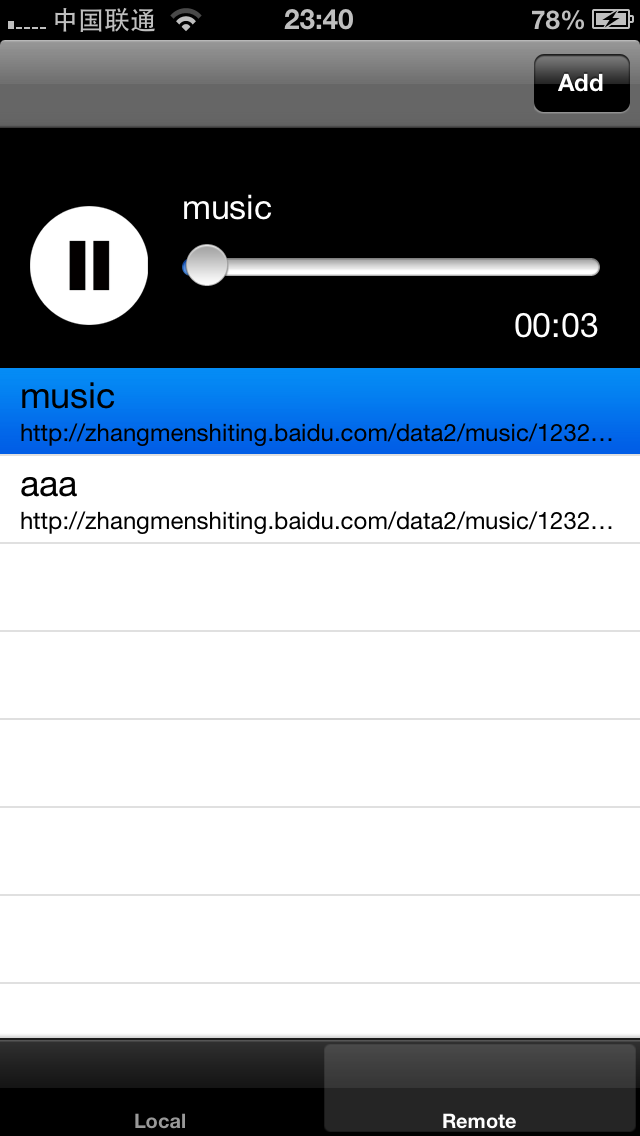 中国联通 23:40 78%
Add
music
00:03
music
http://zhangmenshiting.baidu.com/data2/music/1232...
aaa
http://zhangmenshiting.baidu.com/data2/music/1232...
Local Remote